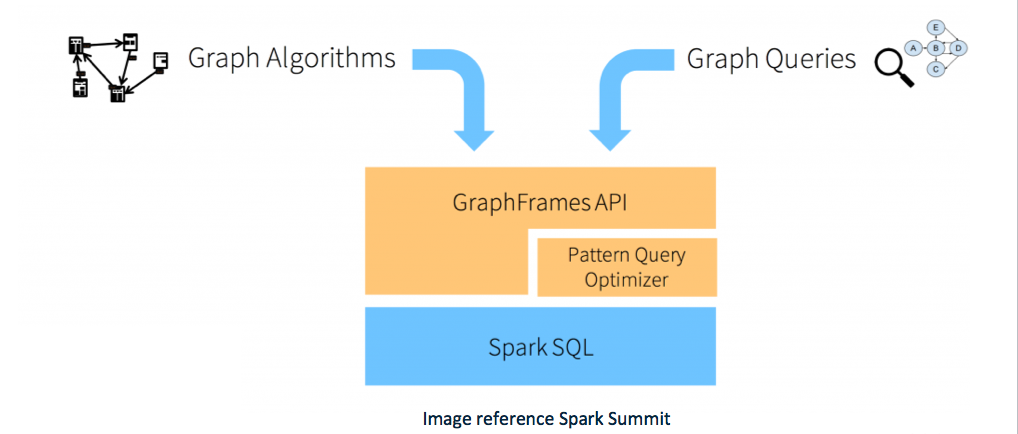 Graph Algorithms
Graph Queries
E
A
B
D
C
GraphFrames API
Pattern Query
Optimizer
Spark SQL
Image reference Spark Summit